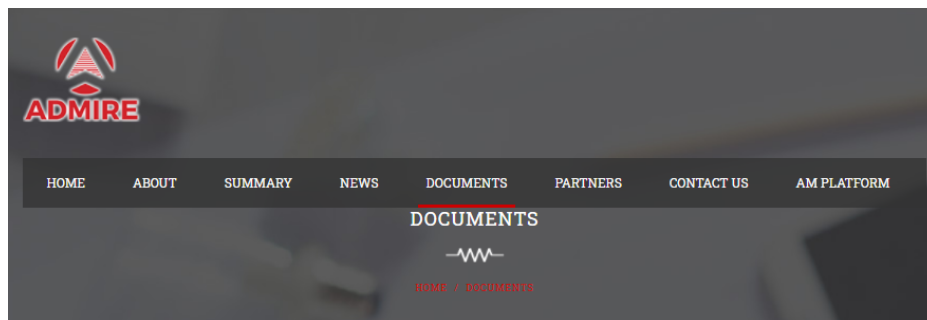 ADMIRE
HOME ABOUT SUMMARY NEWS DOCUMENTS PARTNERS CONTACT US AM PLATFORM
DOCUMENTS
HOME / DOCUMENTS